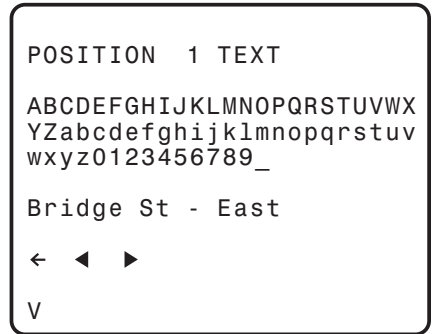 POSITION  1 TEXT
ABCDEFGHIJKLMNOPQRSTUVWX
YZabcdefghijklmnopqrstuv
wxyz0123456789_
Bridge St - East
← ◀ ▶
V